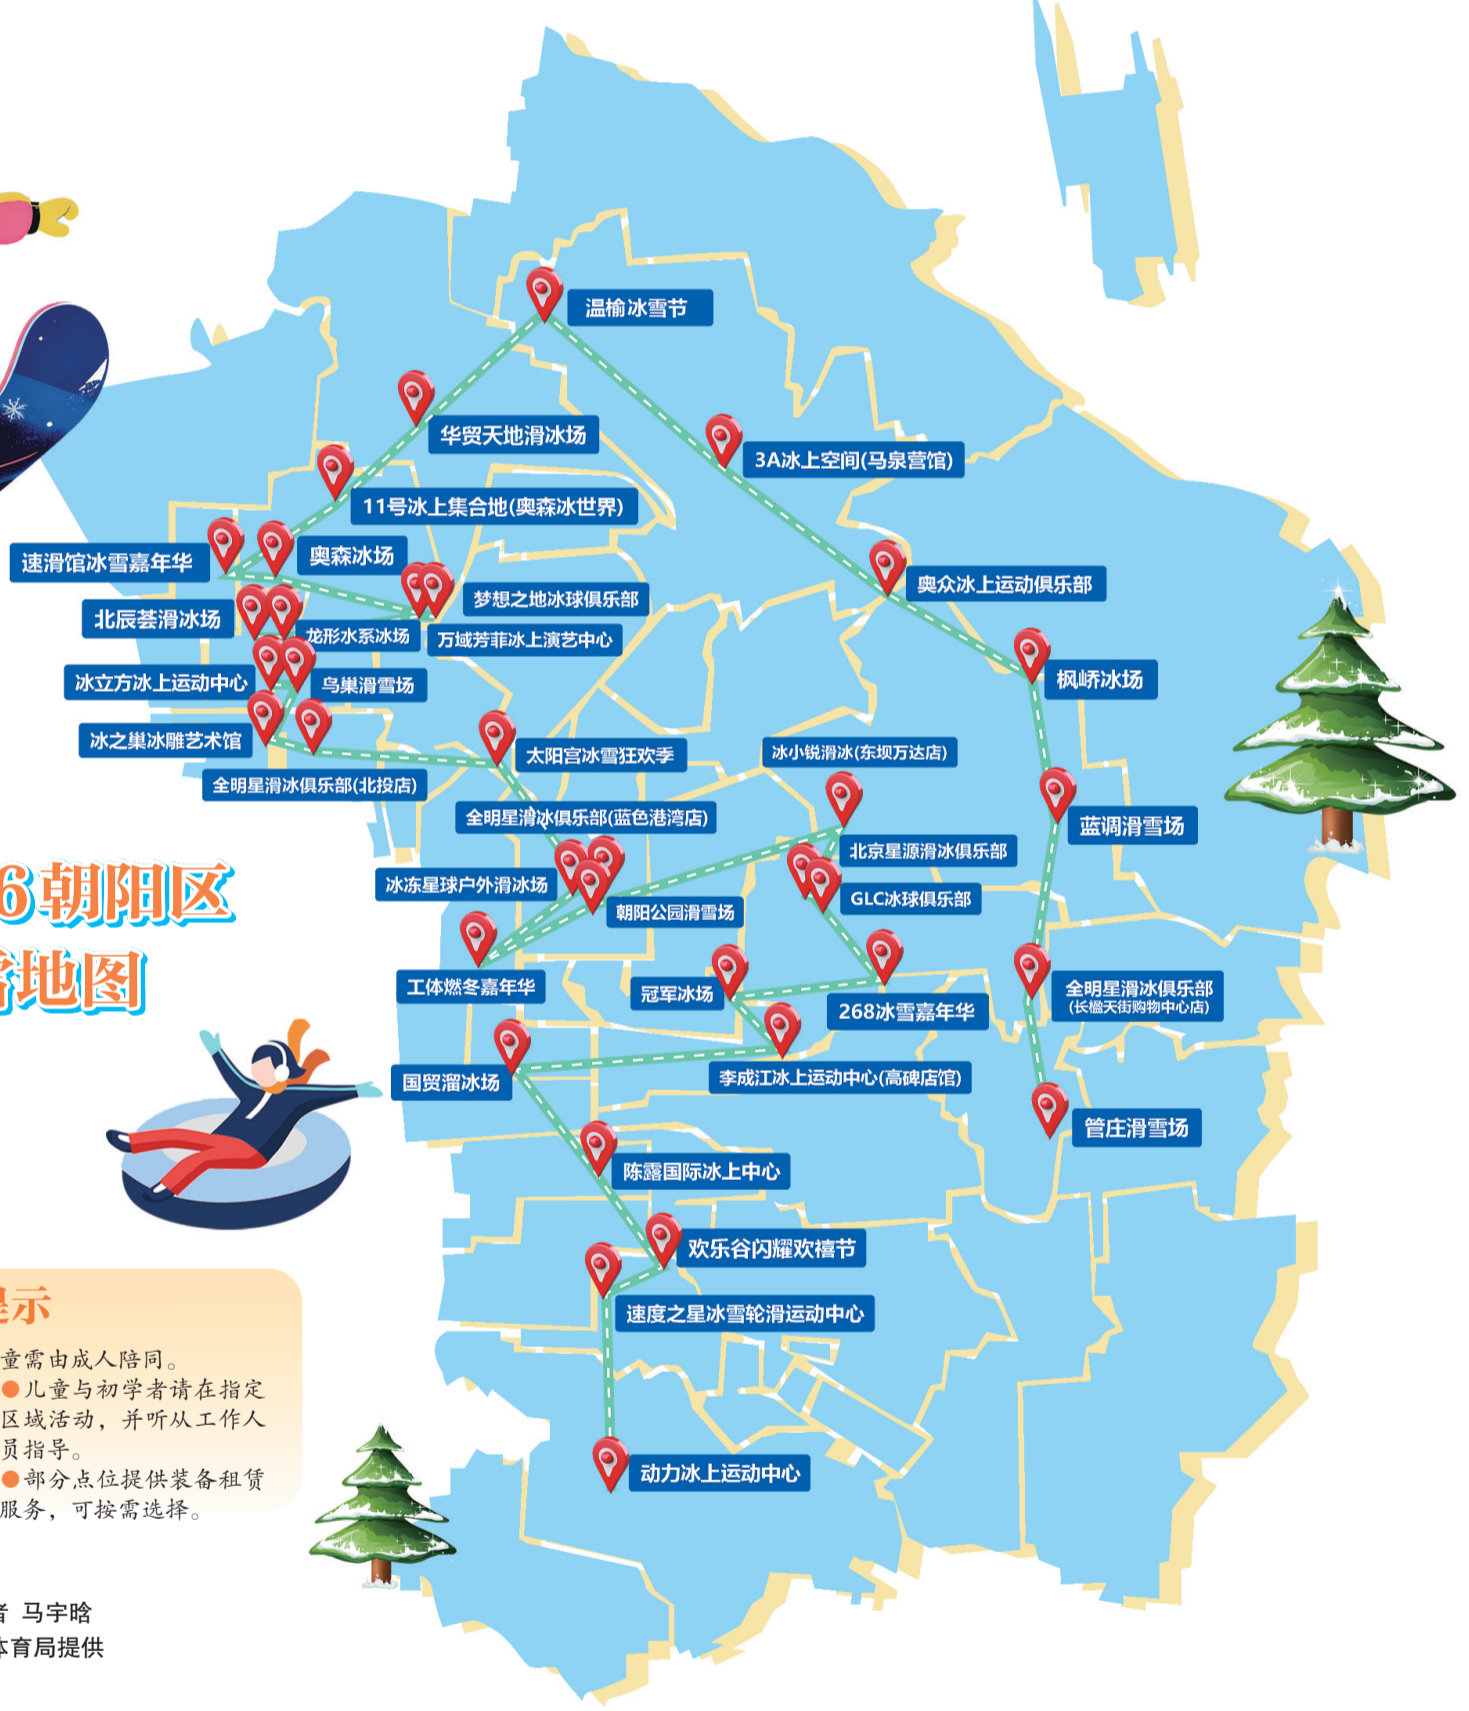 温榆冰雪节
华贸天地滑冰场
3A冰上空间(马泉营馆)
11号冰上集合地(奥森冰世界)
速滑馆冰雪嘉年华
奥森冰场
奥众冰上运动俱乐部
梦想之地冰球俱乐部
北辰荟滑冰场
龙形水系冰场
万域芳菲冰上演艺中心
冰立方冰上运动中心
鸟巢滑雪场
枫峤冰场
冰之巢冰雕艺术馆
太阳宫冰雪狂欢季
冰小锐滑冰(东坝万达店)
全明星滑冰俱乐部(北投店)
全明星滑冰俱乐部(蓝色港湾店)
蓝调滑雪场
北京星源滑冰俱乐部
冰冻星球户外滑冰场
GLC冰球俱乐部
朝阳公园滑雪场
6朝阳区
地图
工体燃冬嘉年华
冠军冰场
268冰雪嘉年华
全明星滑冰俱乐部
(长楹天街购物中心店)
国贸溜冰场
李成江冰上运动中心(高碑店馆)
管庄滑雪场
陈露国际冰上中心
欢乐谷闪耀欢禧节
速度之星冰雪轮滑运动中心
动力冰上运动中心
示
童需由成人陪同。
●儿童与初学者请在指定
区域活动，并听从工作人
员指导。
●部分点位提供装备租赁
服务，可按需选择。
马宇晗
体育局提供